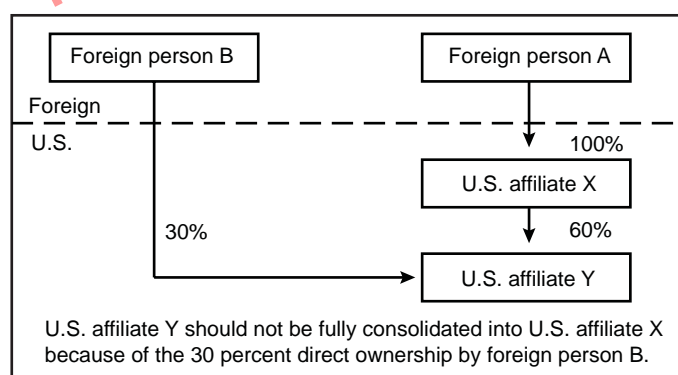 Foreign person B
Foreign person A
Foreign
U.S.
100%
U.S. affiliate X
30%
60%
U.S. affiliate Y
U.S. affiliate Y should not be fully consolidated into U.S. affiliate X
because of the 30 percent direct ownership by foreign person B.